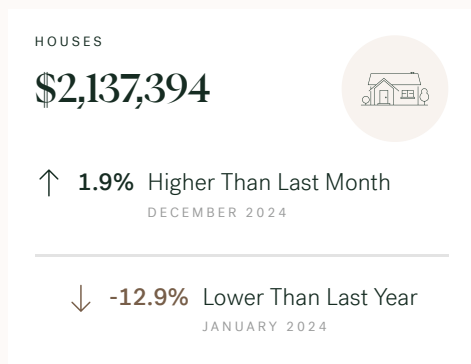 HOUSES
$2,137,394
↑ 1.9% Higher Than Last Month
DECEMBER 2024
↓ -12.9% Lower Than Last Year
JANUARY 2024